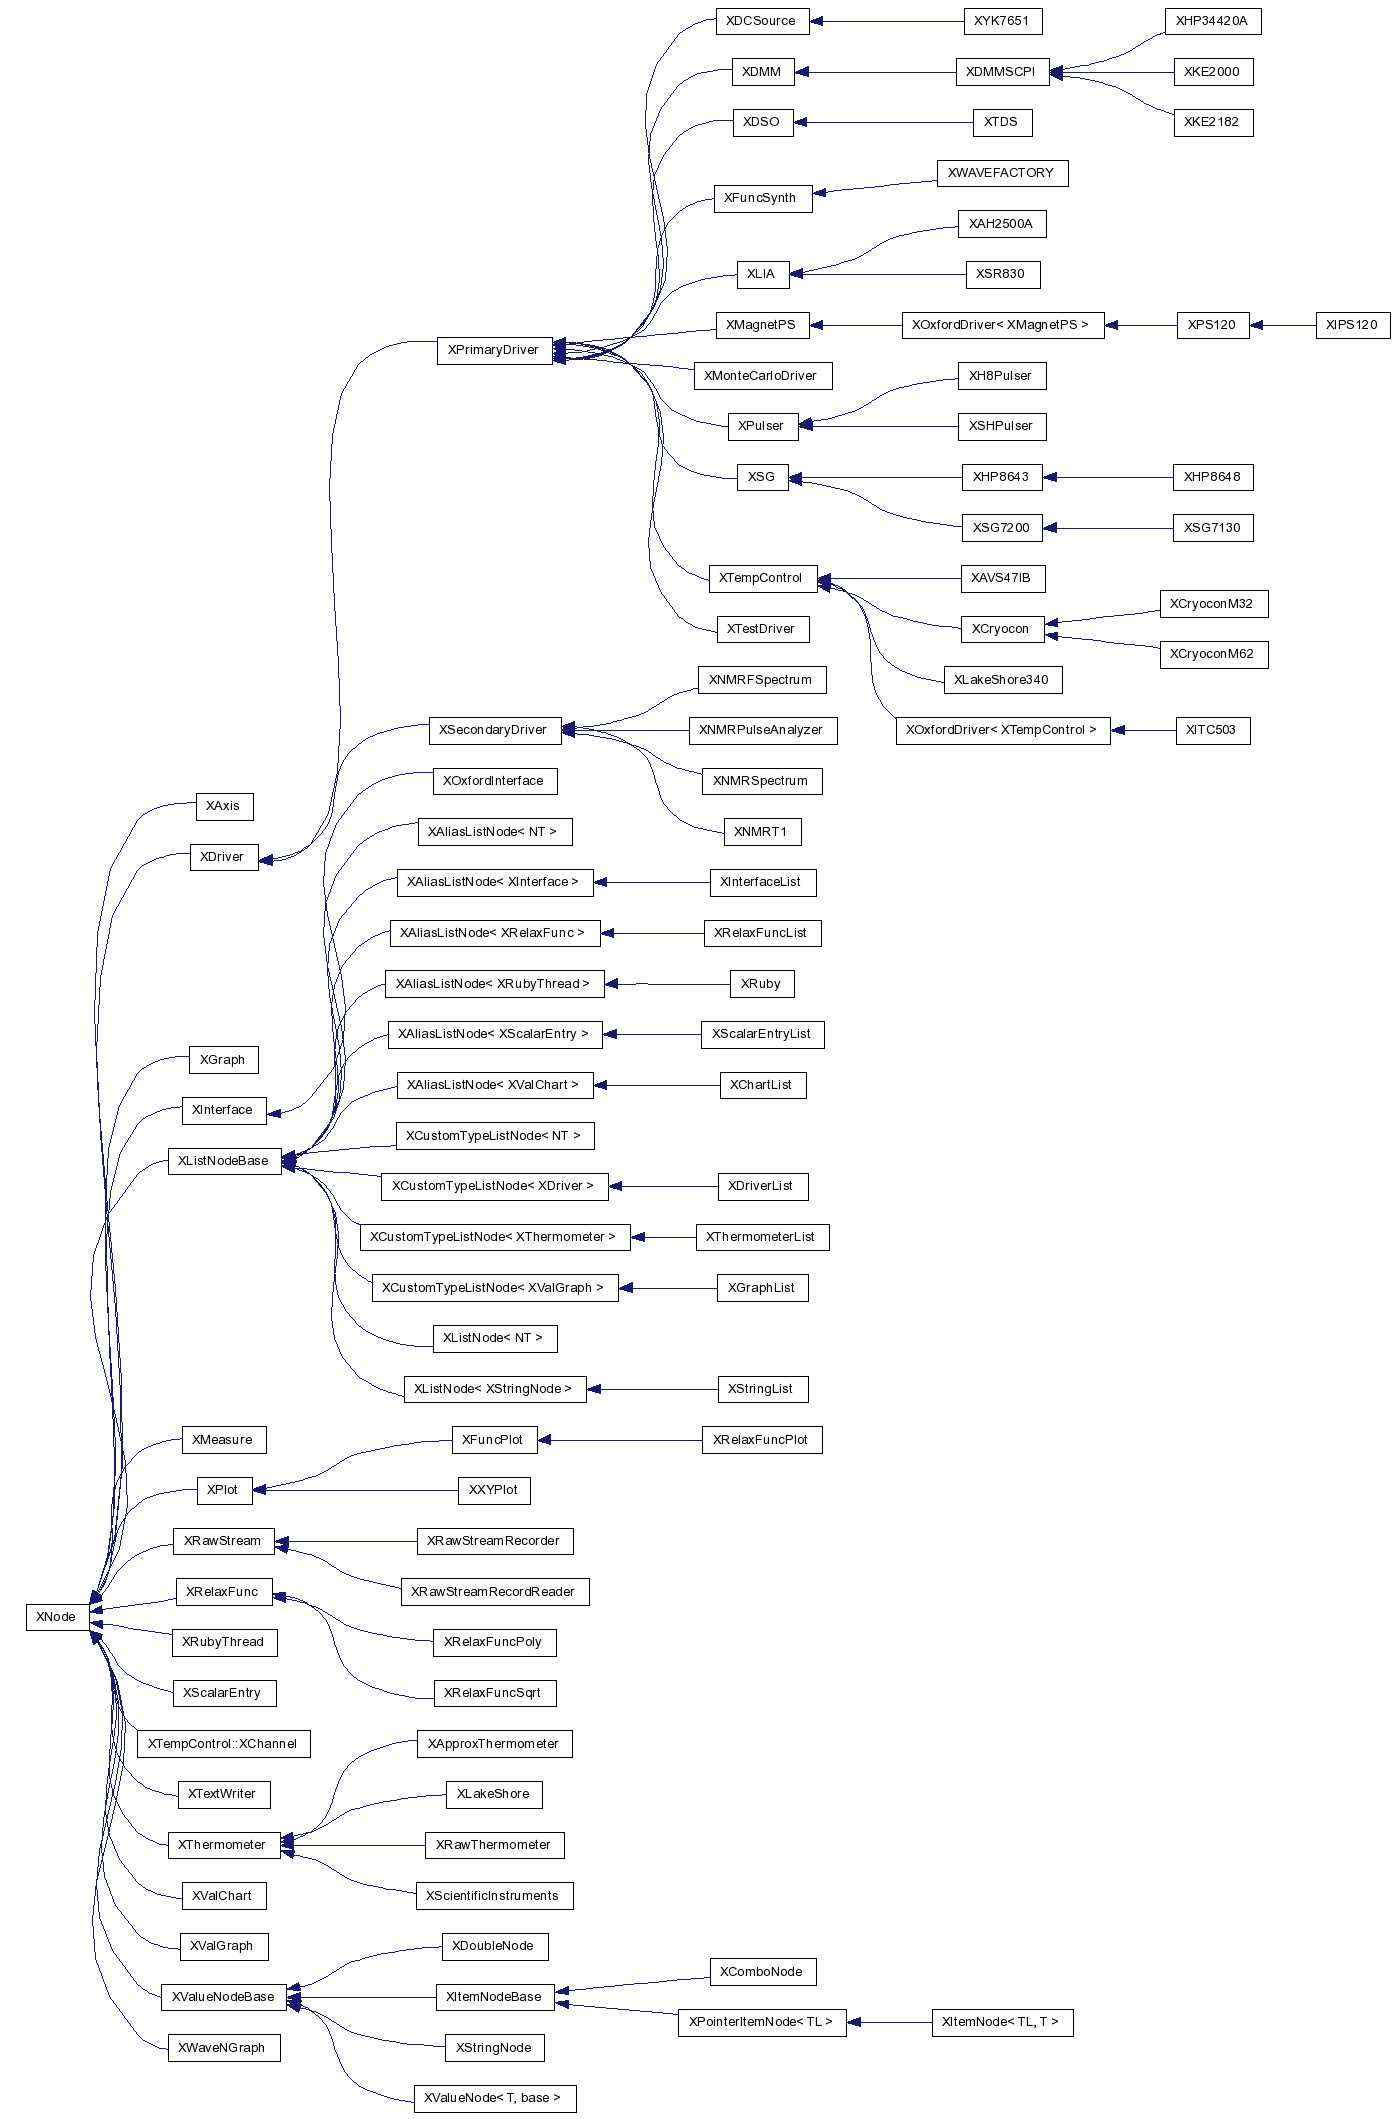 XDCSource
XYK7651
XHP34420A
XDMM
XDMMSCPI
XKE2000
XDSO
XTDS
XKE2182
XWAVEFACTORY
XFuncSynth
XAH2500A
XLIA
XSR830
XMagnetPS
XOxfordDriver< XMagnetPS >
XPS120
XIPS120
XPrimaryDriver
XMonteCarloDriver
XH8Pulser
XPulser
XSHPulser
XSG
XHP8643
XHP8648
XSG7200
XSG7130
XTempControl
XAVS47IB
XCryoconM32
XTestDriver
XCryocon
XCryoconM62
XNMRFSpectrum
XLakeShore340
XSecondaryDriver
XNMRPulseAnalyzer
XOxfordDriver< XTempControl >
XITC503
XOxfordInterface
XNMRSpectrum
XAxis
XAliasListNode< NT >
XNMRT1
XDriver
XAliasListNode< XInterface >
XInterfaceList
XAliasListNode< XRelaxFunc >
XRelaxFuncList
XAliasListNode< XRubyThread >
XRuby
XAliasListNode< XScalarEntry >
XScalarEntryList
XGraph
XAliasListNode< XValChart >
XChartList
XInterface
XCustomTypeListNode< NT >
XListNodeBase
XCustomTypeListNode< XDriver >
XDriverList
XCustomTypeListNode< XThermometer >
XThermometerList
XCustomTypeListNode< XValGraph >
XGraphList
XListNode< NT >
XListNode< XStringNode >
XStringList
XMeasure
XFuncPlot
XRelaxFuncPlot
XPlot
XXYPlot
XRawStream
XRawStreamRecorder
XRelaxFunc
XRawStreamRecordReader
XNode
XRubyThread
XRelaxFuncPoly
XScalarEntry
XRelaxFuncSqrt
XTempControl::XChannel
XApproxThermometer
XTextWriter
XLakeShore
XThermometer
XRawThermometer
XValChart
XScientificInstruments
XValGraph
XDoubleNode
XComboNode
XValueNodeBase
XItemNodeBase
XPointerItemNode< TL >
XItemNode< TL, T >
XWaveNGraph
XStringNode
XValueNode< T, base >